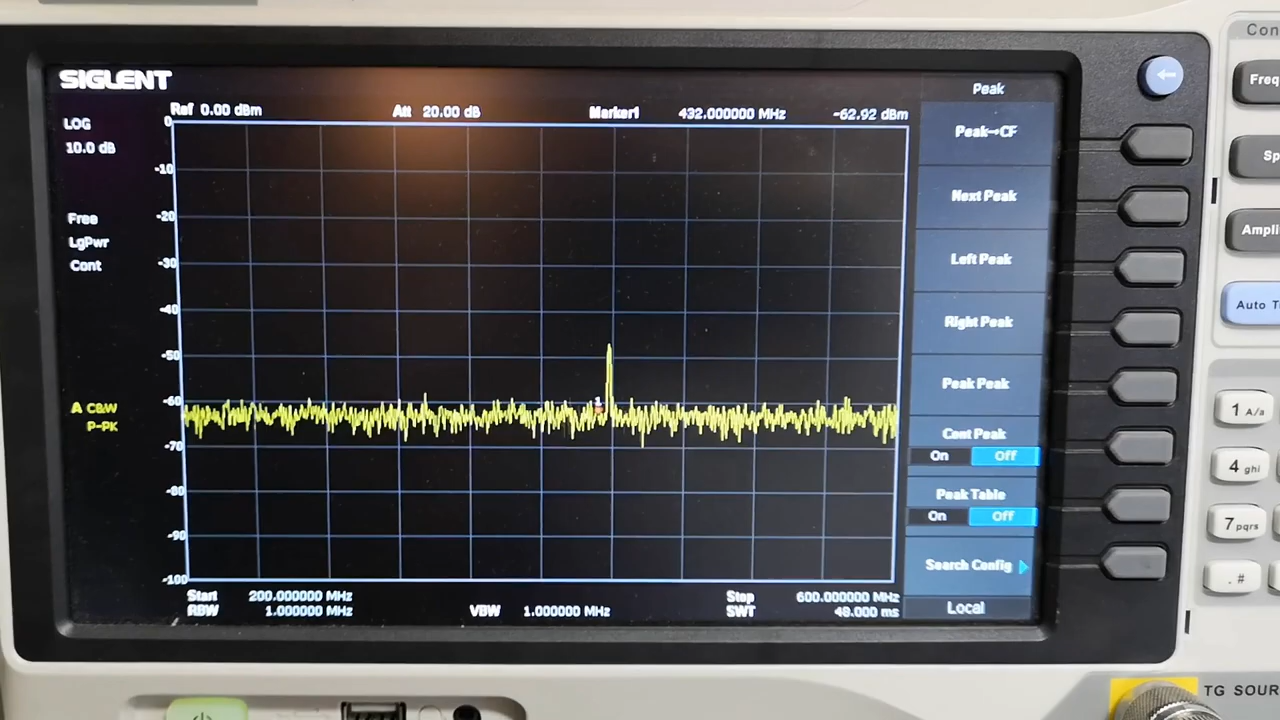 SIGLENT
Peak
Con
Ref 0.00 dBm Att 20.00 dB Marker1 432.000000 MHz -62.92 dBm
LOG
10.0 dB
Free
LgPwr
Cont
A C&W
P-PK
0
-10
-20
-30
-40
-50
-60
-70
-80
-90
-100
1
Start 200.000000 MHz Stop 600.000000 MHz
RBW 1.000000 MHz VBW 1.000000 MHz SWT 48.000 ms
Peak→CF
Next Peak
Left Peak
Right Peak
Peak Peak
Cont Peak
On Off
Peak Table
On Off
Search Config
Local
Freq
Sp
Ampli
Auto T
1 A/a
4 ghi
7 pqrs
. #
TG SOUR